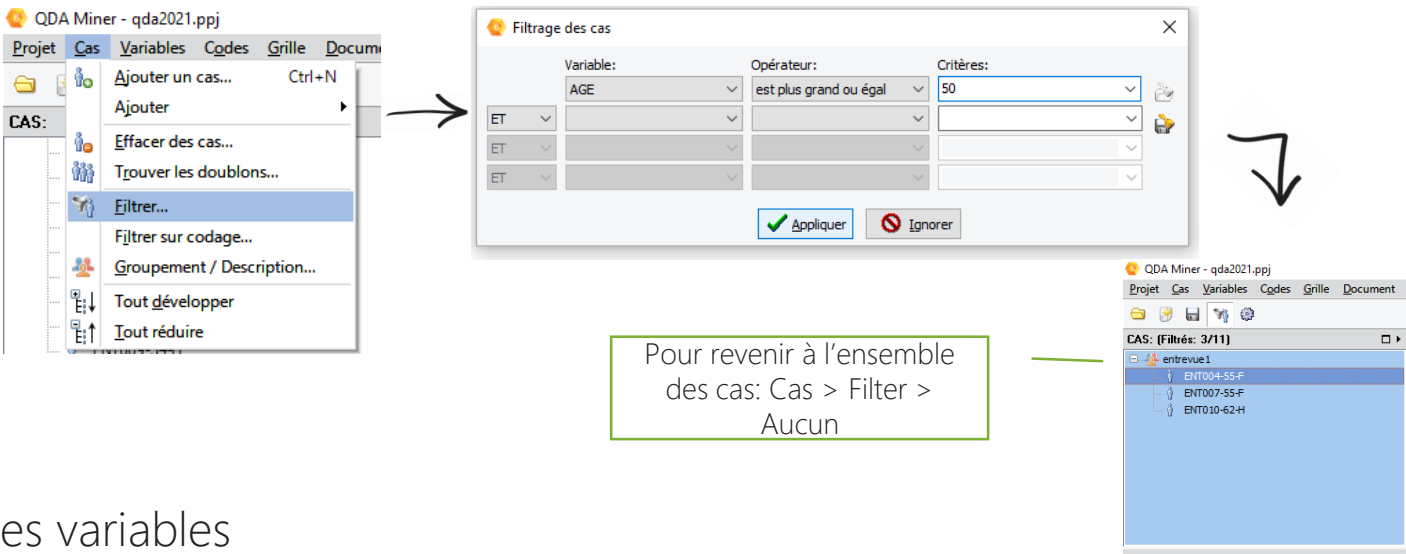 QDA Miner - qda2021.ppj
Projet Cas Variables Codes Grille Docume
Ajouter un cas... Ctrl+N
Ajouter
CAS:
Effacer des cas...
Trouver les doublons...
Filtrer...
Filtrer sur codage...
Groupement / Description...
Tout développer
Tout réduire
Filtrage des cas
Variable: Opérateur: Critères:
AGE est plus grand ou égal 50
ET
ET
ET
Appliquer Ignorer
Pour revenir à l'ensemble
des cas: Cas > Filter >
Aucun
QDA Miner - qda2021.ppj
Projet Cas Variables Codes Grille Document
CAS: (Filtrés: 3/11)
entrevue1
ENT004-55-F
ENT007-55-F
ENT010-62-H
es variables